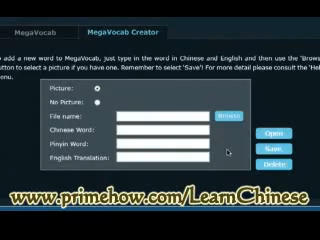 MegaVocab MegaVocab Creator
o add a new word to MegaVocab, just type in the word in Chinese and English and then use the 'Brows
utton to select a picture if you have one. Remember to select 'Save'! For more detail please consult the 'Hel
enu.
Picture:
No Picture:
File name: Browse
Chinese Word: Open
Pinyin Word: Save
English Translation: Delete
www.primehow.com/LearnChinese